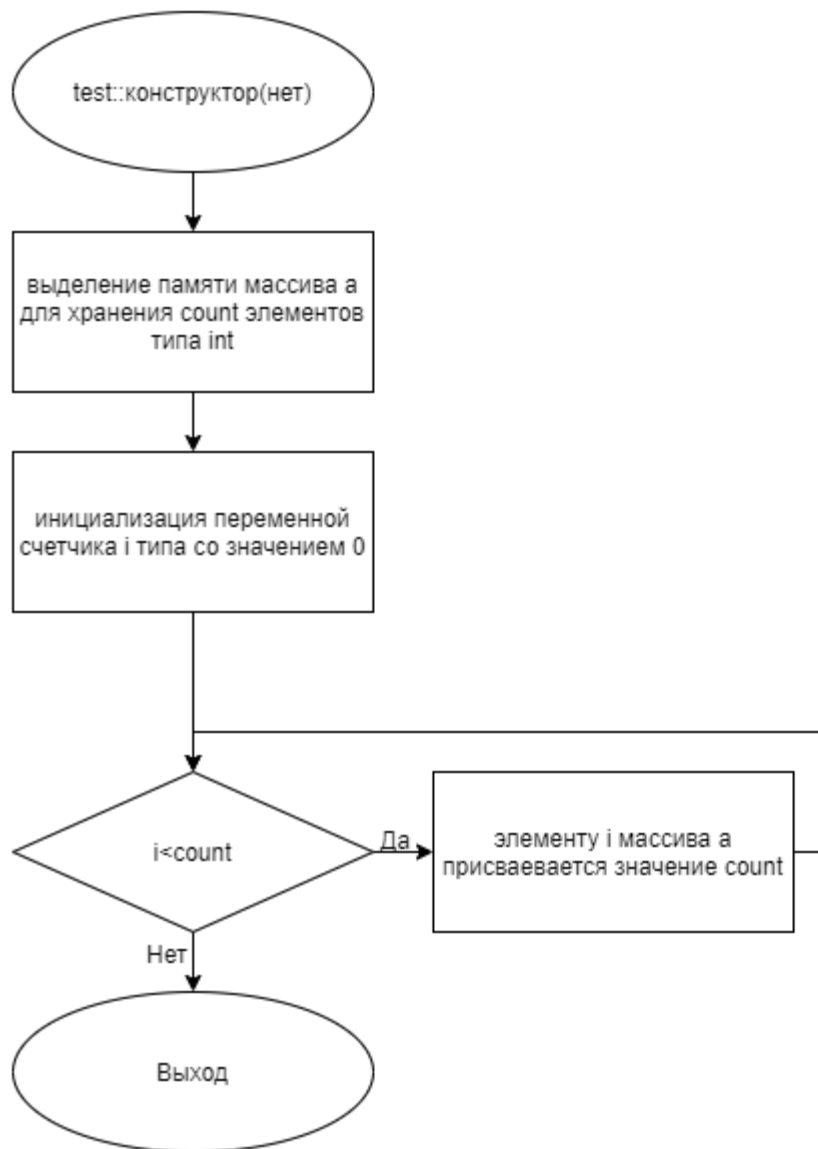 test::конструктор(нет)
выделение памяти массива a
для хранения count элементов
типа int
инициализация переменной
счетчика i типа со значением 0
i<count
Да
элементу i массива a
присваевается значение count
Нет
Выход